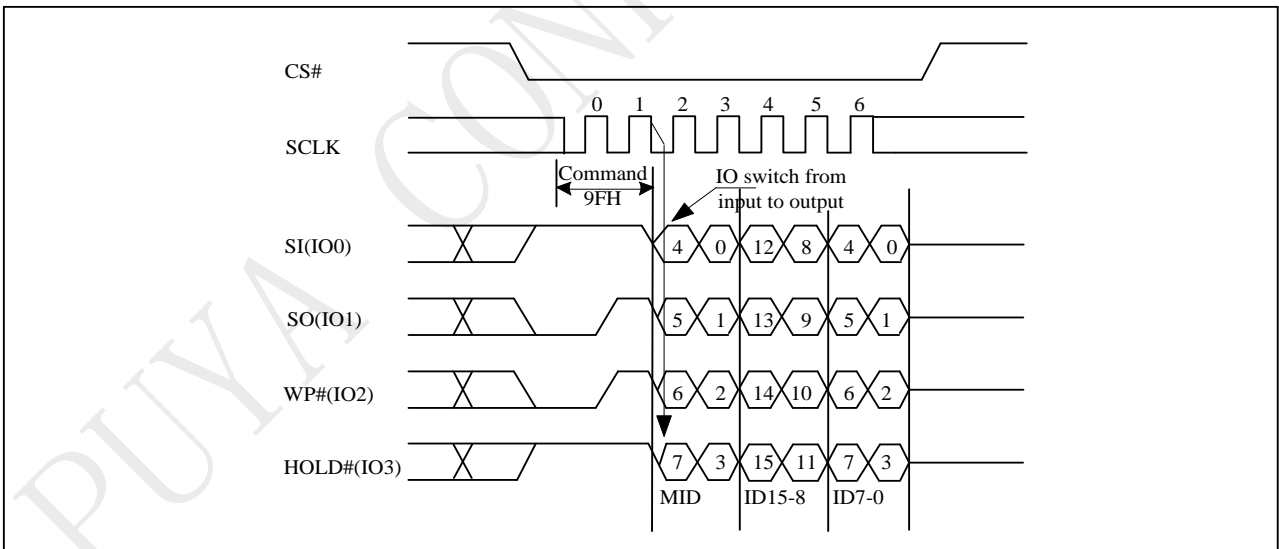 PUYA CON
CS#
0 1 2 3 4 5 6
SCLK
Command
9FH
IO switch from
input to output
SI(IO0) 4 0 12 8 4 0
SO(IO1) 5 1 13 9 5 1
WP#(IO2) 6 2 14 10 6 2
HOLD#(IO3) 7 3 15 11 7 3
MID ID15-8 ID7-0